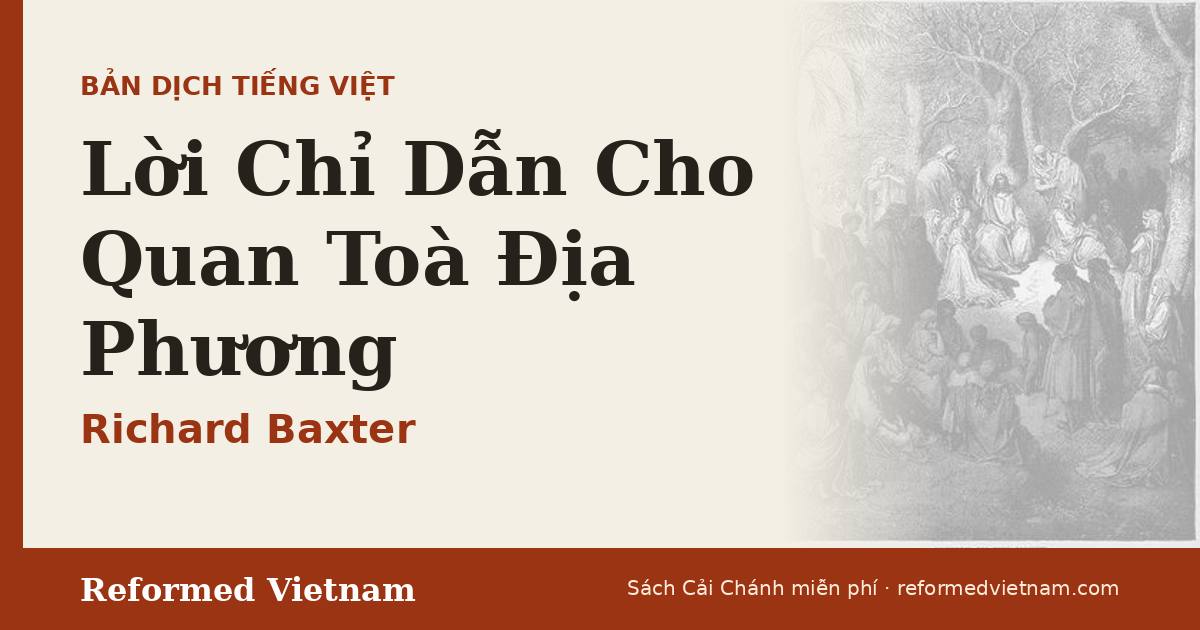 BẢN DỊCH TIẾNG VIỆT
Lời Chỉ Dẫn Cho
Quan Toà Địa
Phương
Richard Baxter
Reformed Vietnam
Sách Cải Chánh miễn phí · reformedvietnam.com